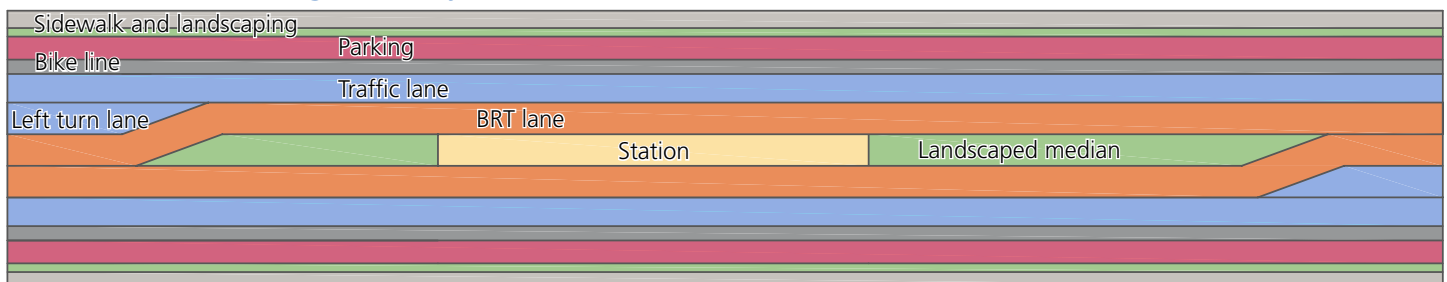 Sidewalk and landscaping
Parking
Bike line
Traffic lane
Left turn lane
BRT lane
Station
Landscaped median